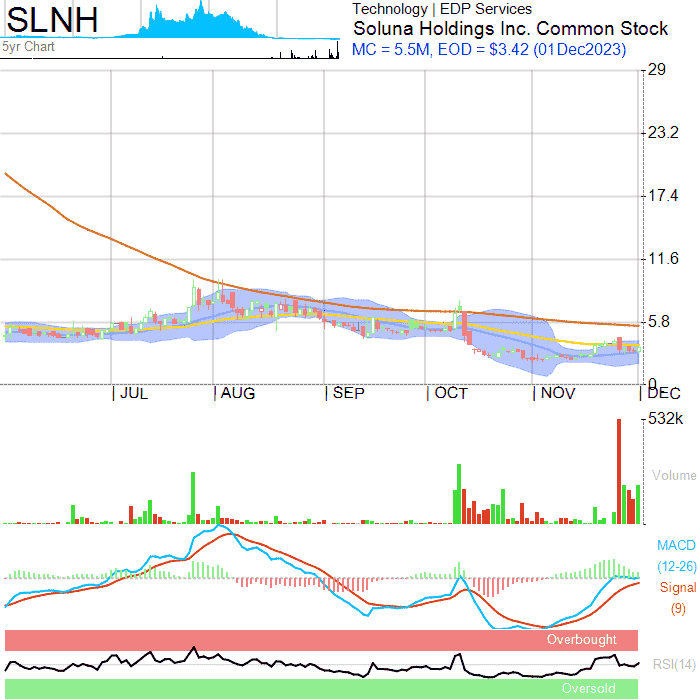 SLNH
5yr Chart
Technology | EDP Services
Soluna Holdings Inc. Common Stock
MC = 5.5M, EOD = $3.42 (01Dec2023)
29
23.2
17.4
11.6
5.8
0
| JUL | AUG | SEP | OCT | NOV | DEC
532k
Volume
MACD
(12-26)
Signal
(9)
Overbought
RSI(14)
Oversold